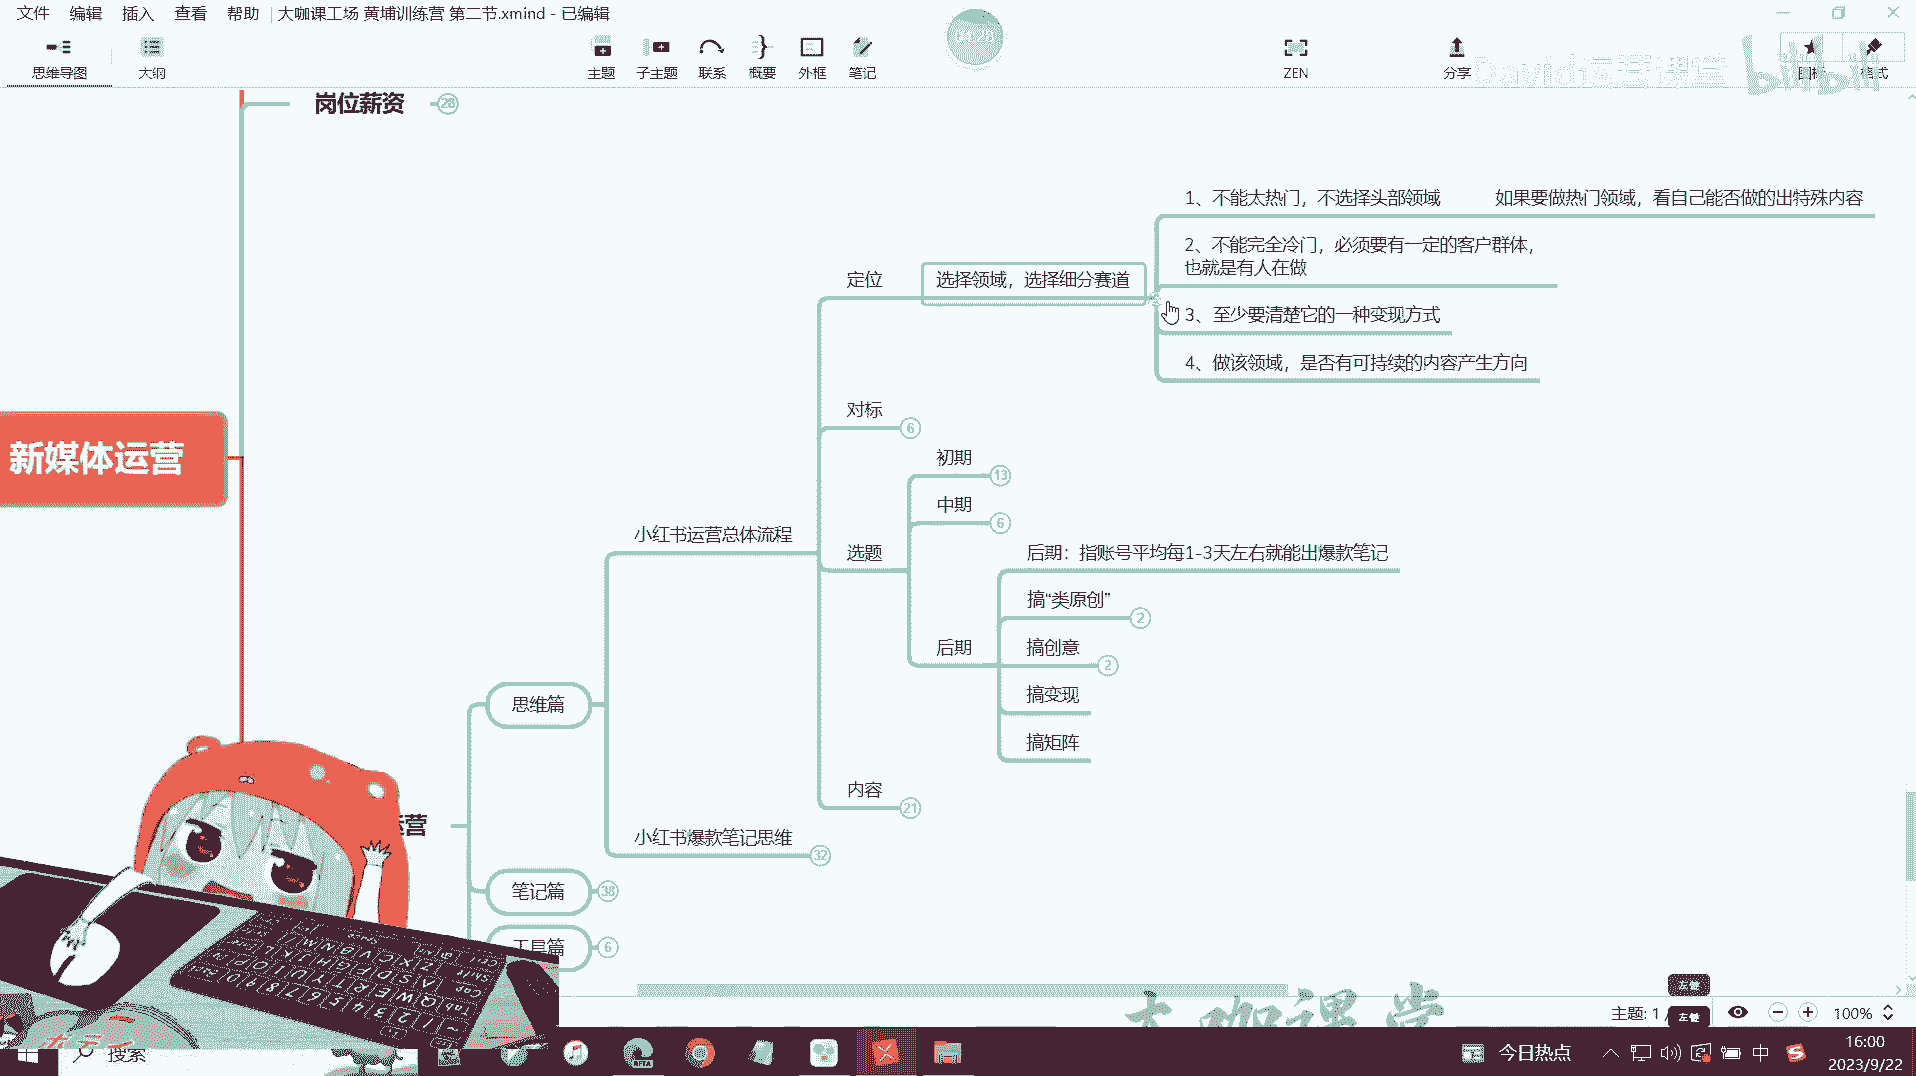 文件 编辑 插入 查看 帮助 大咖课工场 黄埔训练营 第二节.xmind - 已编辑
04:28
思维导图 大纲 主题 子主题 联系 概要 外框 笔记 ZEN 分享 图标 格式
David运营课堂 bilibili
岗位薪资 28
1、不能太热门，不选择头部领域 如果要做热门领域，看自己能否做的出特殊内容
2、不能完全冷门，必须要有一定的客户群体，
也就是有人在做
定位 选择领域，选择细分赛道
3、至少要清楚它的一种变现方式
4、做该领域，是否有可持续的内容产生方向
对标 6
新媒体运营
初期 13
中期 6
小红书运营总体流程
选题
后期：指账号平均每1-3天左右就能出爆款笔记
搞“类原创” 2
后期
搞创意 2
搞变现
搞矩阵
思维篇
内容 21
运营
小红书爆款笔记思维 32
笔记篇 38
工具篇 6
大咖课堂
左键
主题: 1 /
左键
100%
搜索
今日热点
中
16:00
2023/9/22